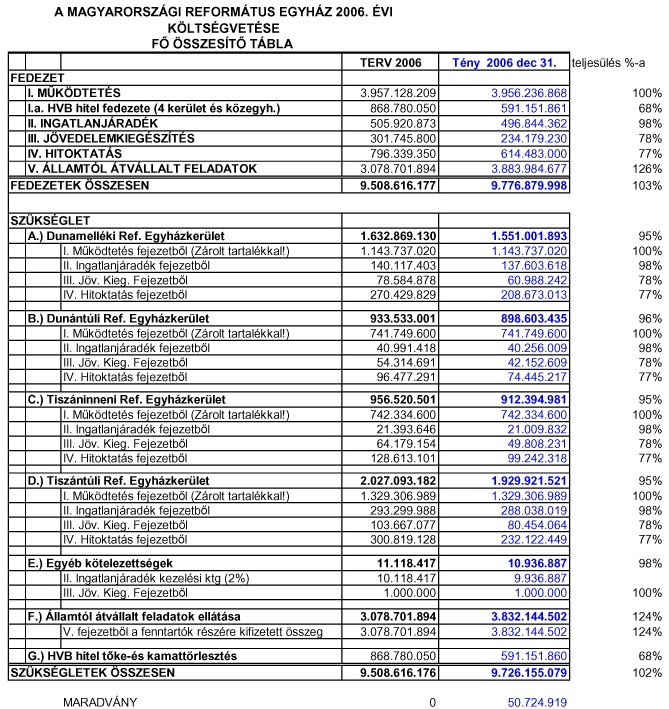 A MAGYARORSZÁGI REFORMÁTUS EGYHÁZ 2006. ÉVI
KÖLTSÉGVETÉSE
FŐ ÖSSZESÍTŐ TÁBLA
TERV 2006 Tény 2006 dec 31. teljesülés %-a
FEDEZET
I. MŰKÖDTETÉS 3.957.128.209 3.956.236.868 100%
I.a. HVB hitel fedezete (4 kerület és közegyh.) 868.780.050 591.151.861 68%
II. INGATLANJÁRADÉK 505.920.873 496.844.362 98%
III. JÖVEDELEMKIEGÉSZÍTÉS 301.745.800 234.179.230 78%
IV. HITOKTATÁS 796.339.350 614.483.000 77%
V. ÁLLAMTÓL ÁTVÁLLALT FELADATOK 3.078.701.894 3.883.984.677 126%
FEDEZETEK ÖSSZESEN 9.508.616.177 9.776.879.998 103%
SZÜKSÉGLET
A.) Dunamelléki Ref. Egyházkerület 1.632.869.130 1.551.001.893 95%
I. Működtetés fejezetből (Zárolt tartalékkal!) 1.143.737.020 1.143.737.020 100%
II. Ingatlanjáradék fejezetből 140.117.403 137.603.618 98%
III. Jöv. Kieg. Fejezetből 78.584.878 60.988.242 78%
IV. Hitoktatás fejezetből 270.429.829 208.673.013 77%
B.) Dunántúli Ref. Egyházkerület 933.533.001 898.603.435 96%
I. Működtetés fejezetből (Zárolt tartalékkal!) 741.749.600 741.749.600 100%
II. Ingatlanjáradék fejezetből 40.991.418 40.256.009 98%
III. Jöv. Kieg. Fejezetből 54.314.691 42.152.609 78%
IV. Hitoktatás fejezetből 96.477.291 74.445.217 77%
C.) Tiszáninneni Ref. Egyházkerület 956.520.501 912.394.981 95%
I. Működtetés fejezetből (Zárolt tartalékkal!) 742.334.600 742.334.600 100%
II. Ingatlanjáradék fejezetből 21.393.646 21.009.832 98%
III. Jöv. Kieg. Fejezetből 64.179.154 49.808.231 78%
IV. Hitoktatás fejezetből 128.613.101 99.242.318 77%
D.) Tiszántúli Ref. Egyházkerület 2.027.093.182 1.929.921.521 95%
I. Működtetés fejezetből (Zárolt tartalékkal!) 1.329.306.989 1.329.306.989 100%
II. Ingatlanjáradék fejezetből 293.299.988 288.038.019 98%
III. Jöv. Kieg. Fejezetből 103.667.077 80.454.064 78%
IV. Hitoktatás fejezetből 300.819.128 232.122.449 77%
E.) Egyéb kötelezettségek 11.118.417 10.936.887 98%
II. Ingatlanjáradék kezelési ktg (2%) 10.118.417 9.936.887
III. Jöv. Kieg. Fejezetből 1.000.000 1.000.000 100%
F.) Államtól átvállalt feladatok ellátása 3.078.701.894 3.832.144.502 124%
V. fejezetből a fenntartók részére kifizetett összeg 3.078.701.894 3.832.144.502 124%
G.) HVB hitel tőke-és kamattörlesztés 868.780.050 591.151.860 68%
SZÜKSÉGLETEK ÖSSZESEN 9.508.616.176 9.726.155.079 102%
MARADVÁNY 0 50.724.919